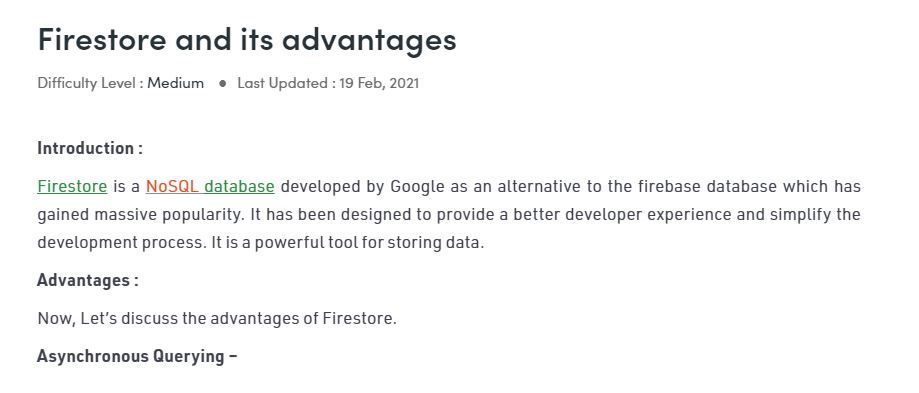 Firestore and its advantages
Difficulty Level : Medium ● Last Updated : 19 Feb, 2021
Introduction :
Firestore is a NoSQL database developed by Google as an alternative to the firebase database which has
gained massive popularity. It has been designed to provide a better developer experience and simplify the
development process. It is a powerful tool for storing data.
Advantages :
Now, Let’s discuss the advantages of Firestore.
Asynchronous Querying –